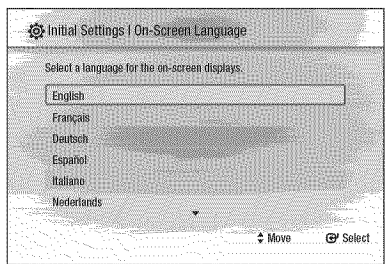 Initial Settings | On-Screen Language
Select a language for the on-screen displays.
English
Français
Deutsch
Español
Italiano
Nederlands
Move Select